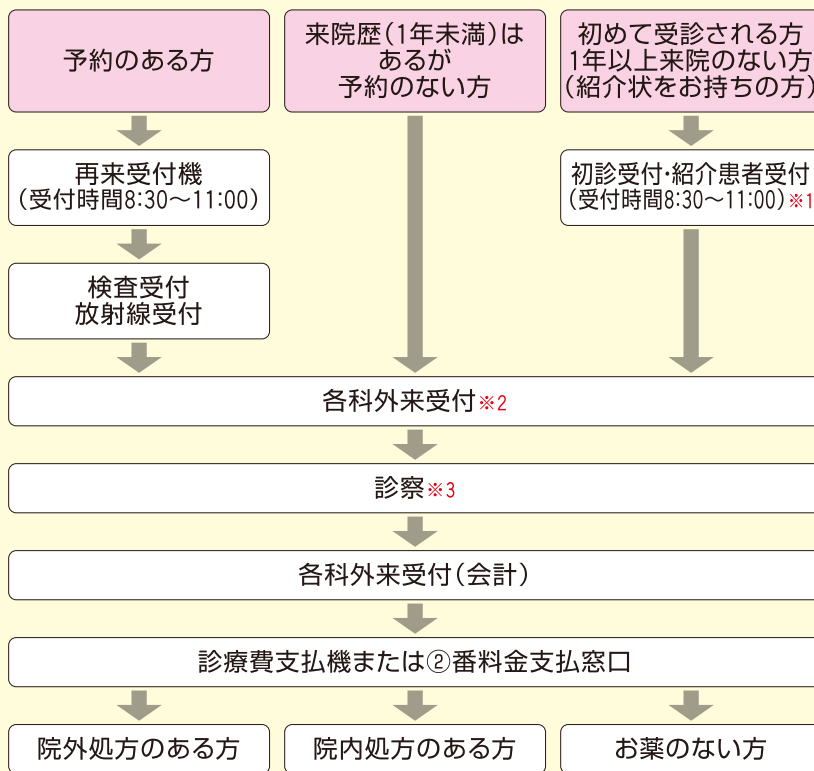 予約のある方
来院歴(1年未満)は
あるが
予約のない方
初めて受診される方
1年以上来院のない方
(紹介状をお持ちの方)
再来受付機
(受付時間8:30〜11:00)
初診受付・紹介患者受付
(受付時間8:30〜11:00)※1
検査受付
放射線受付
各科外来受付※2
診察※3
各科外来受付(会計)
診療費支払機または②番料金支払窓口
院外処方のある方
院内処方のある方
お薬のない方